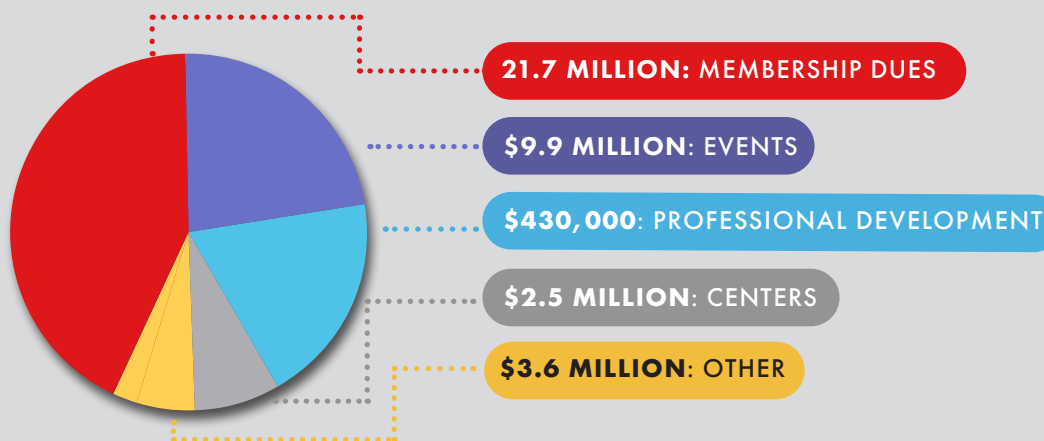 21.7 MILLION: MEMBERSHIP DUES
$9.9 MILLION: EVENTS
$430,000: PROFESSIONAL DEVELOPMENT
$2.5 MILLION: CENTERS
$3.6 MILLION: OTHER